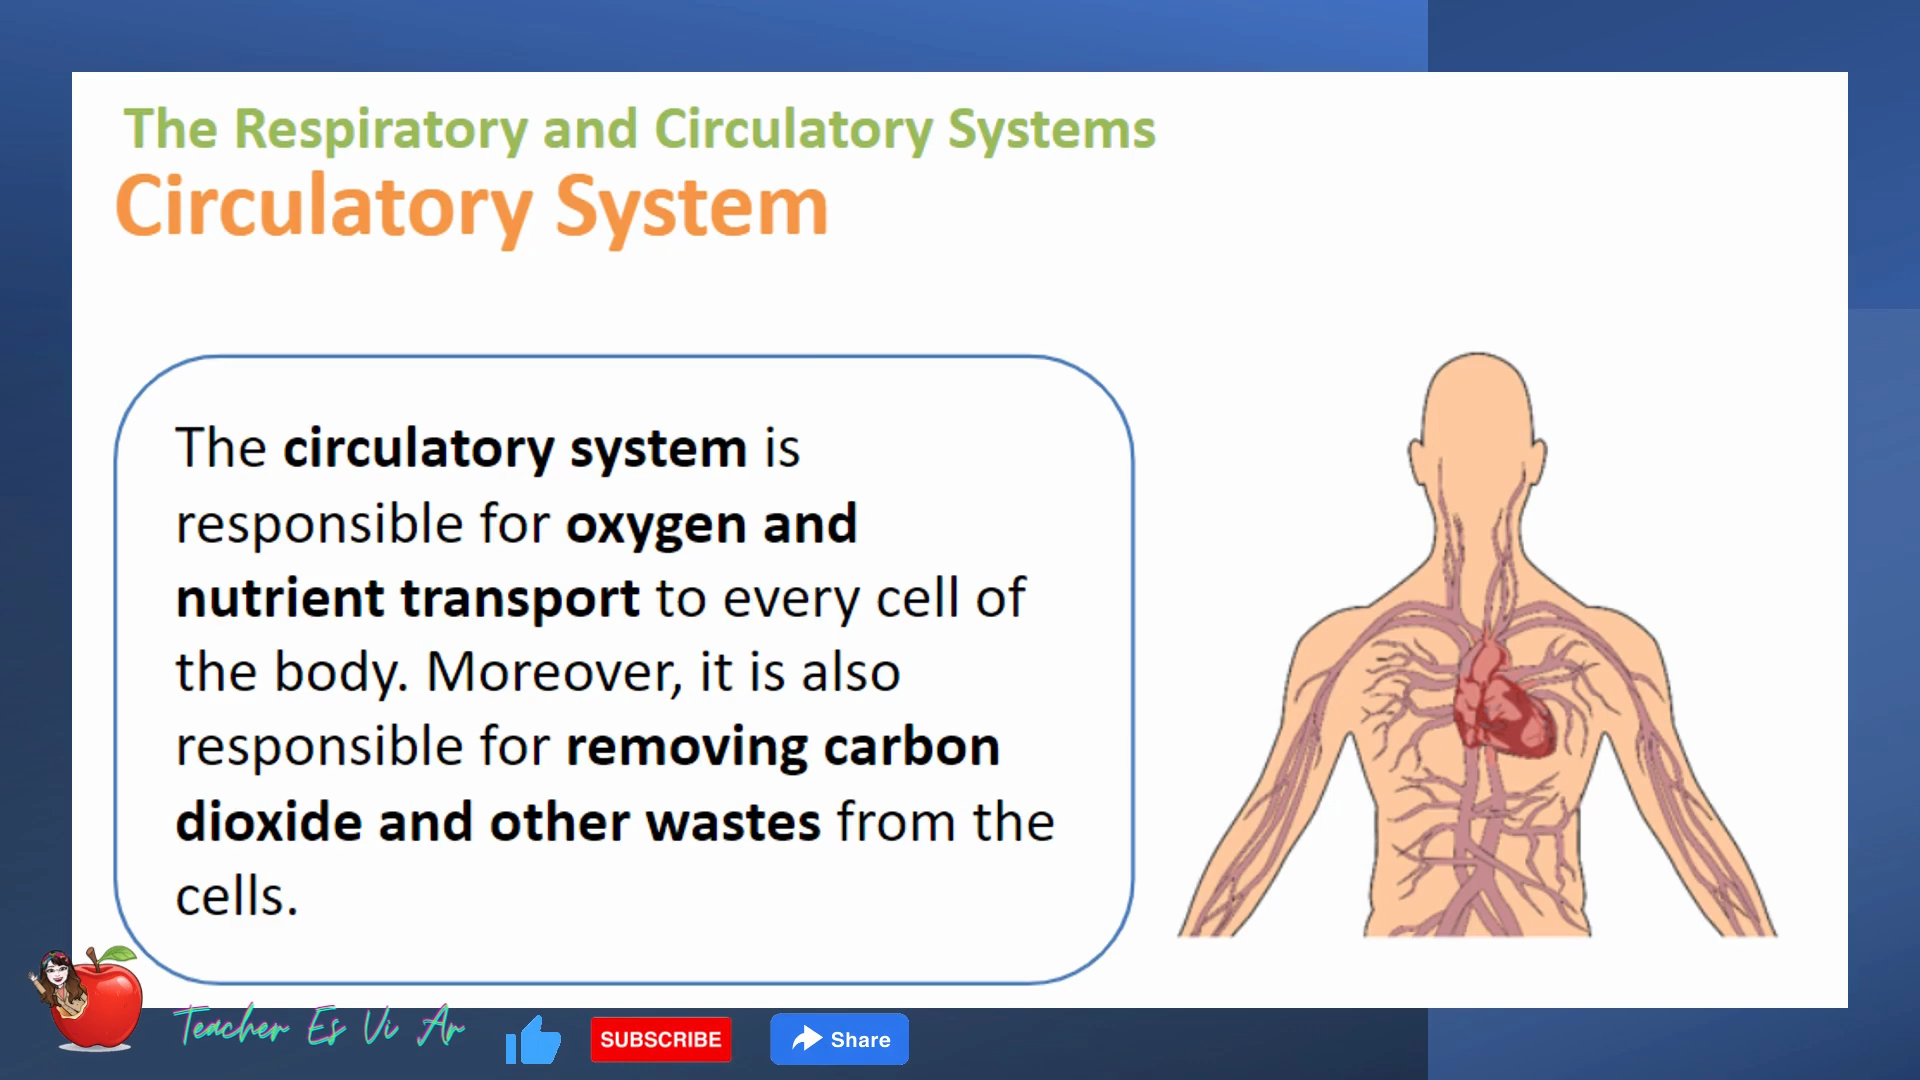 The Respiratory and Circulatory Systems
Circulatory System
The circulatory system is
responsible for oxygen and
nutrient transport to every cell of
the body. Moreover, it is also
responsible for removing carbon
dioxide and other wastes from the
cells.
Teacher Es Vi Ar
SUBSCRIBE
Share